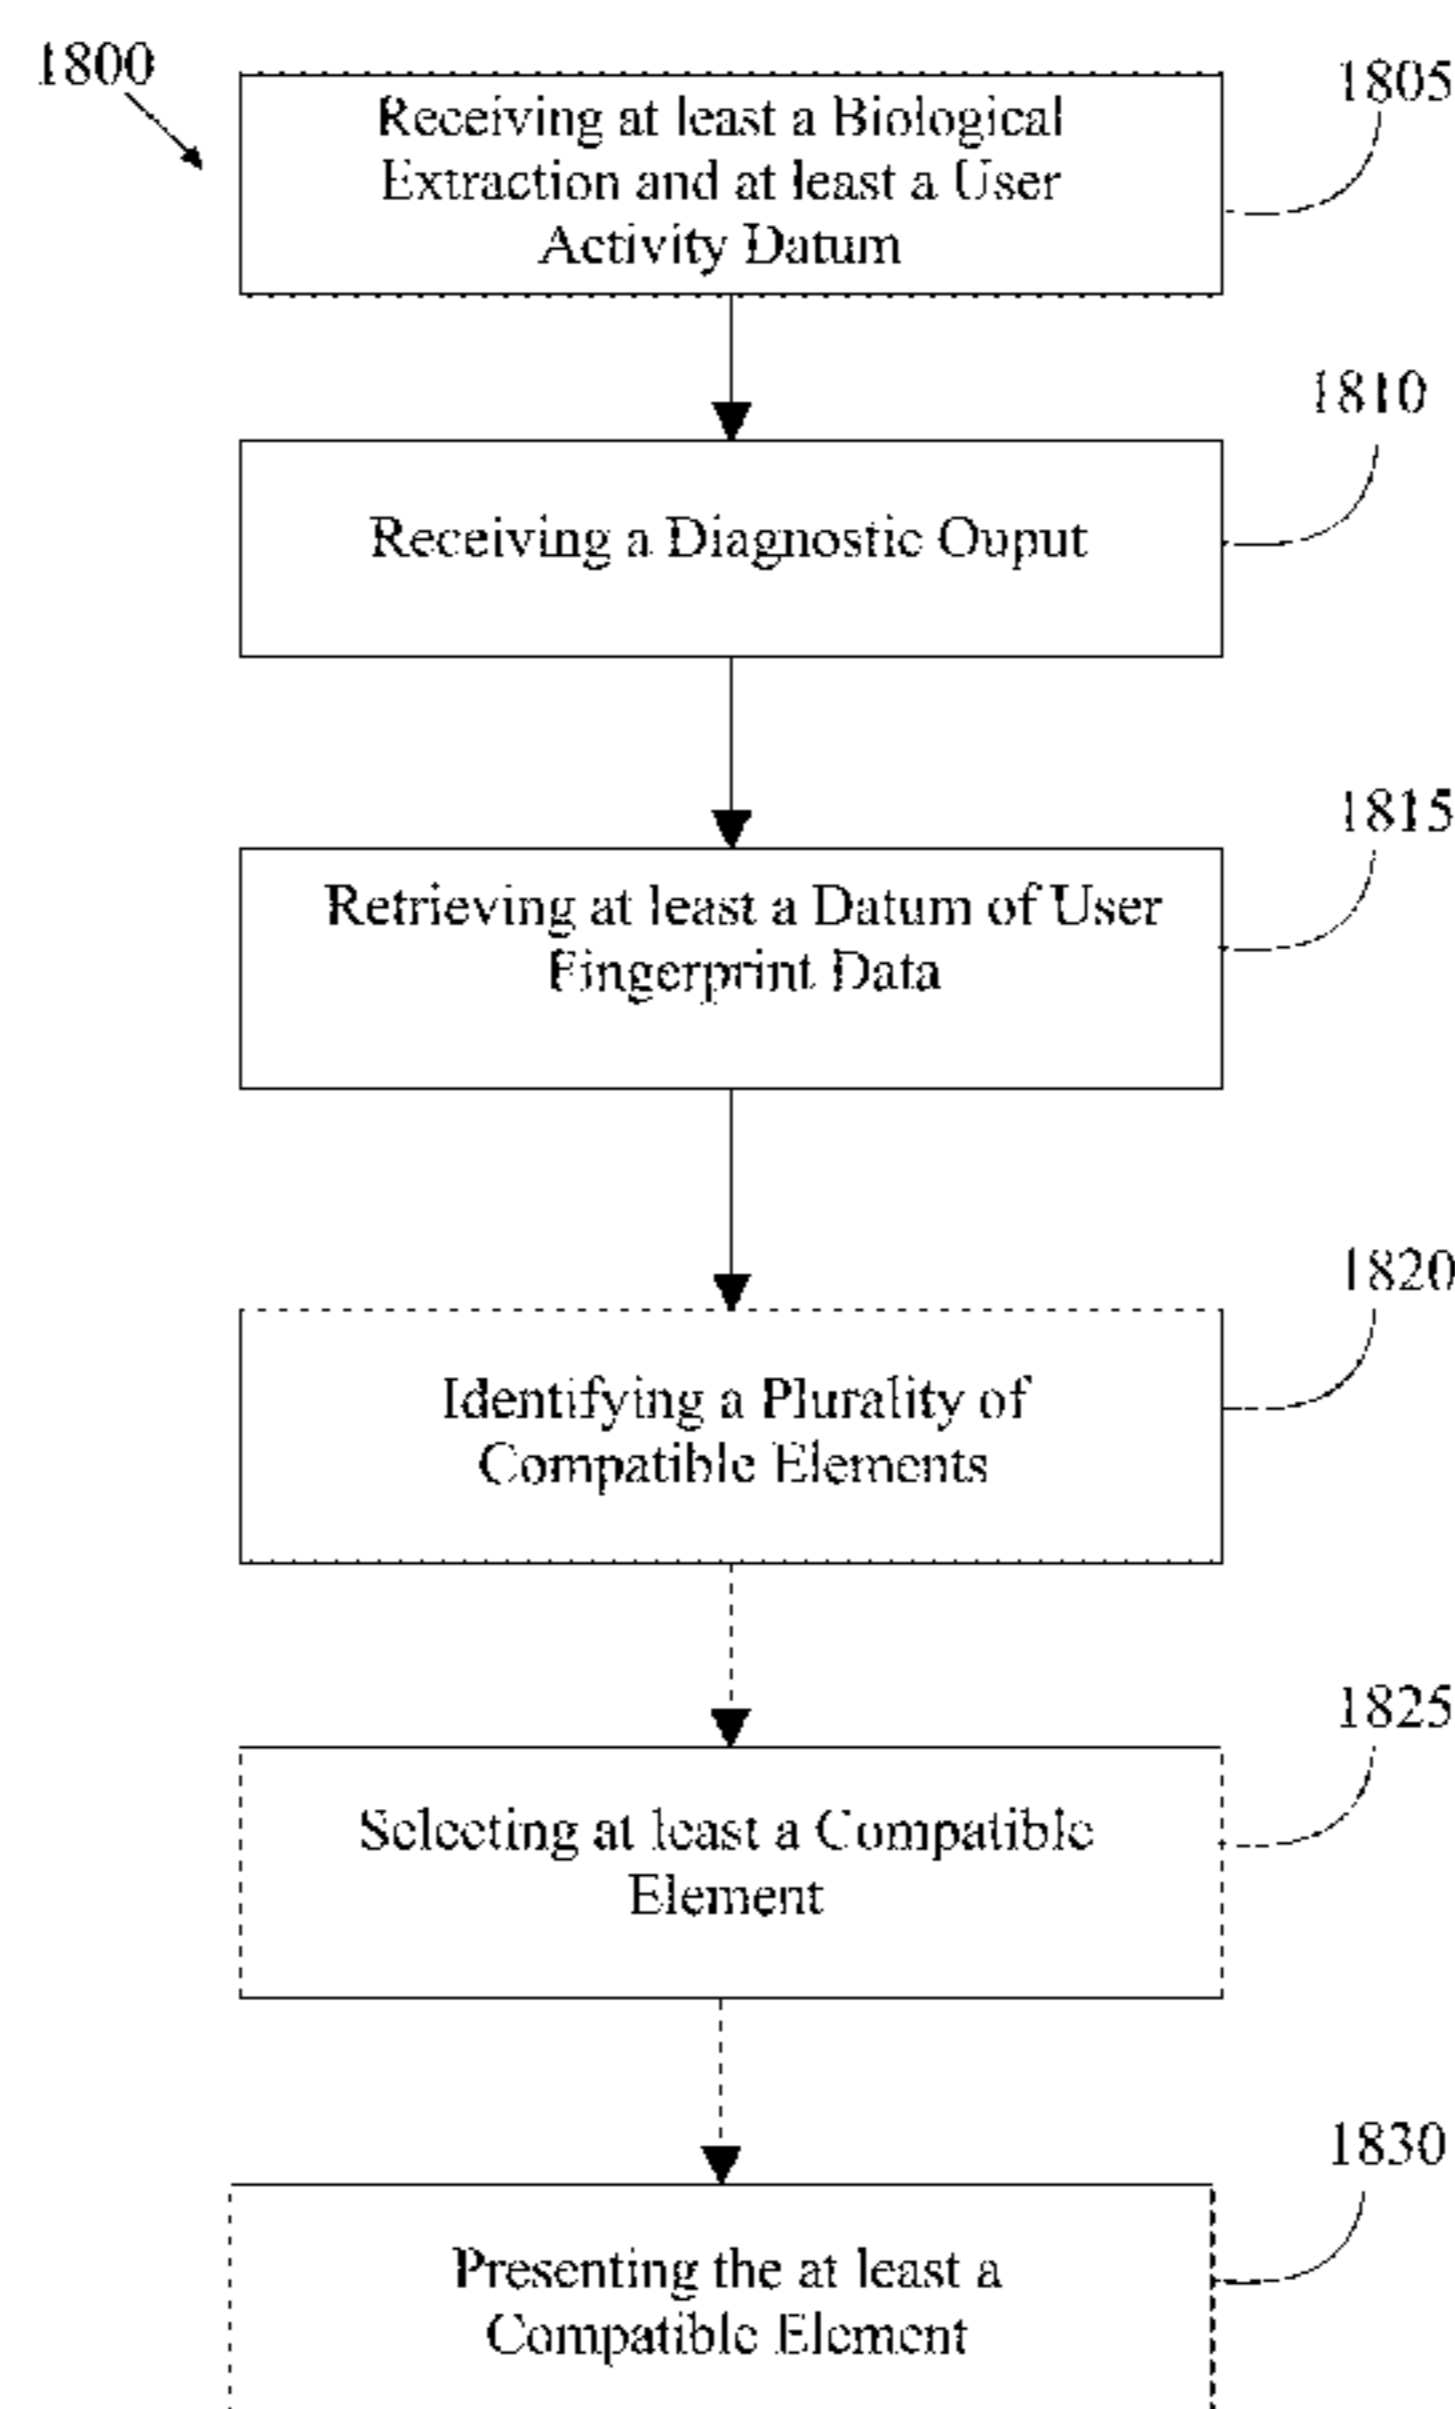 1800
1805
Receiving at least a Biological
Extraction and at least a User
Activity Datum
1810
Receiving a Diagnostic Ouput
1815
Retrieving at least a Datum of User
Fingerprint Data
1820
Identifying a Plurality of
Compatible Elements
1825
Selecting at least a Compatible
Element
1830
Presenting the at least a
Compatible Element